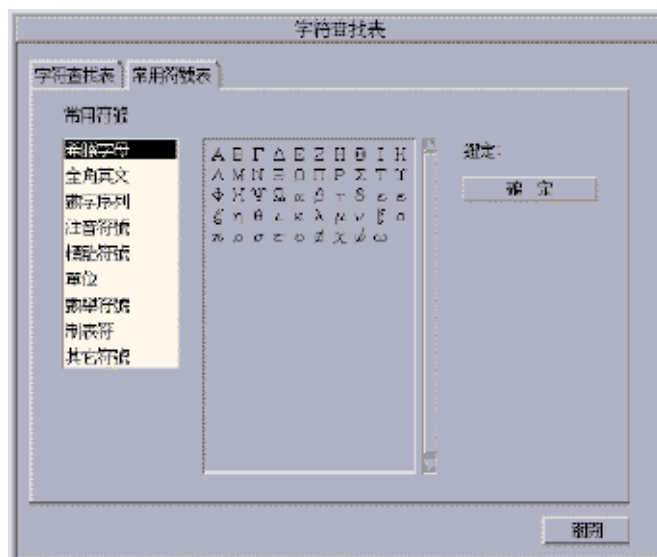 字符查找表
字符查找表 常用符號表
常用符號
希臘字母
全角英文
數字序列
注音符號
標點符號
單位
數學符號
制表符
其它符號
Α Β Γ Δ Ε Ζ Η Θ Ι Κ
Λ Μ Ν Ξ Ο Π Ρ Σ Τ Υ
Φ Χ Ψ Ω α β γ δ ε ε
ξ η θ ι κ λ μ ν ξ ο
π ρ σ τ υ φ χ ψ ω
選定:
確 定
關閉